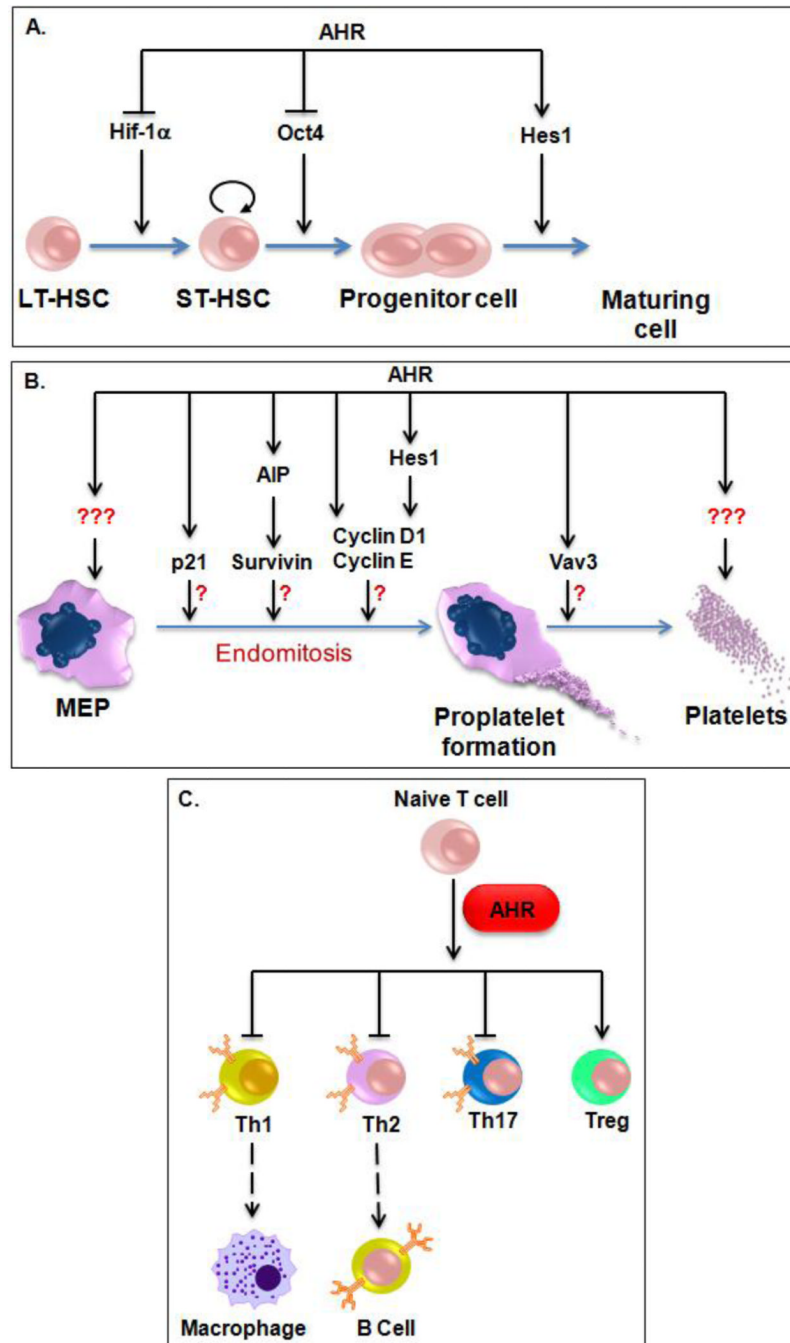 A.
AHR
Hif-1α
Oct4
Hes1
LT-HSC
ST-HSC
Progenitor cell
Maturing
cell
B.
AHR
???
AIP
Hes1
???
p21
Survivin
Cyclin D1
Cyclin E
Vav3
?
?
?
?
Endomitosis
MEP
Proplatelet
formation
Platelets
C.
Naive T cell
AHR
Th1
Th2
Th17
Treg
Macrophage
B Cell